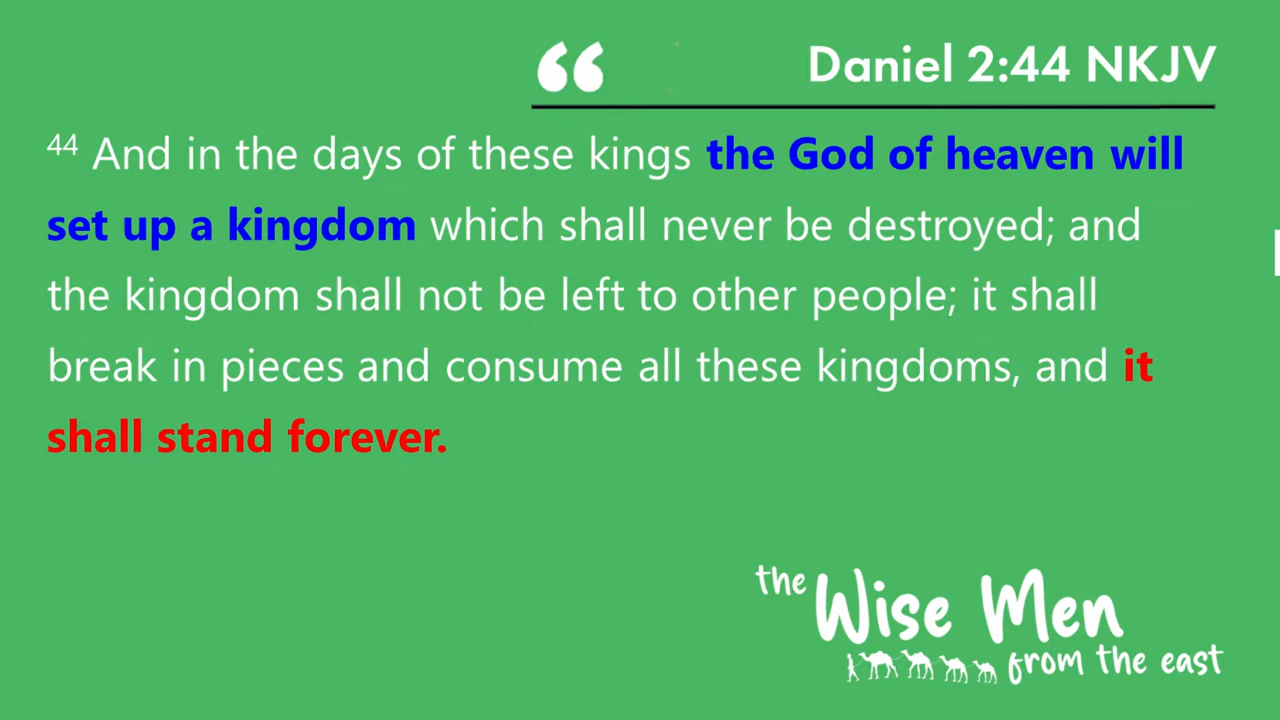 “ Daniel 2:44 NKJV
44 And in the days of these kings the God of heaven will
set up a kingdom which shall never be destroyed; and
the kingdom shall not be left to other people; it shall
break in pieces and consume all these kingdoms, and it
shall stand forever.
the Wise Men
from the east